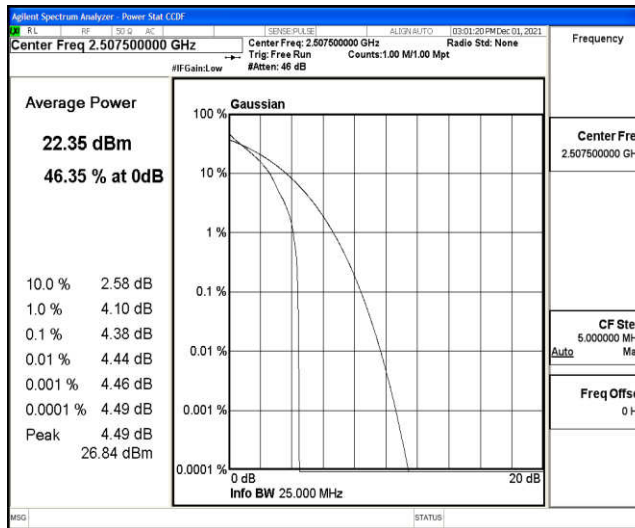 Agilent Spectrum Analyzer - Power Stat CCDF
RL RF 50 Ω AC SENSE:PULSE ALIGN AUTO 03:01:20 PM Dec 01, 2021
Center Freq 2.507500000 GHz
Center Freq: 2.507500000 GHz Radio Std: None
Trig: Free Run Counts:1.00 M/1.00 Mpt
#IFGain:Low #Atten: 46 dB
Frequency
Average Power
22.35 dBm
46.35 % at 0dB
10.0 % 2.58 dB
1.0 % 4.10 dB
0.1 % 4.38 dB
0.01 % 4.44 dB
0.001 % 4.46 dB
0.0001 % 4.49 dB
Peak 4.49 dB
26.84 dBm
Gaussian
100 %
10 %
1 %
0.1 %
0.01 %
0.001 %
0.0001 %
0 dB 20 dB
Info BW 25.000 MHz
Center Fre
2.507500000 GH
CF Ste
5.000000 MH
Auto Ma
Freq Offse
0 H
MSG STATUS